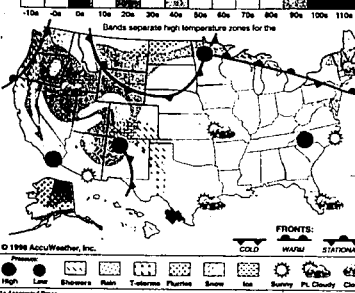 -10s -0s 0s 10s 20s 30s 40s 50s 60s 70s 80s 90s 100s 110s
Bands separate high temperature zones for the
© 1996 AccuWeather, Inc.
FRONTS:
COLD WARM STATIONA
Pressure:
High Low Showers Rain T-storms Flurries Snow Ice Sunny Pt. Cloudy Clo